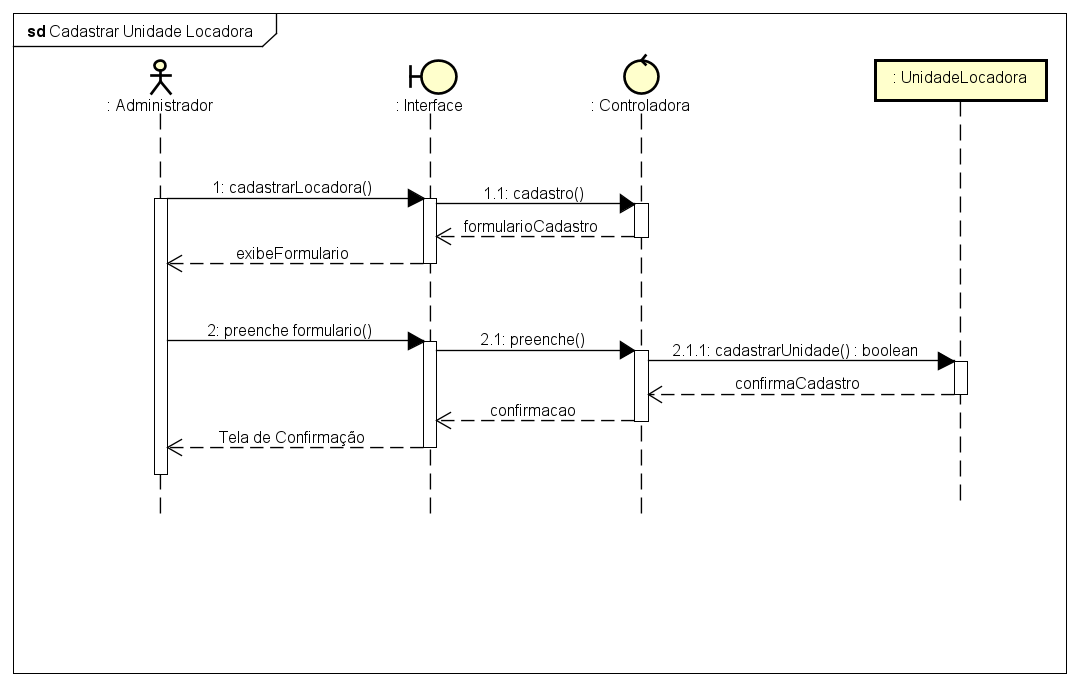 sd Cadastrar Unidade Locadora
: Administrador
: Interface
: Controladora
: UnidadeLocadora
1: cadastrarLocadora()
1.1: cadastro()
formularioCadastro
exibeFormulario
2: preenche formulario()
2.1: preenche()
2.1.1: cadastrarUnidade() : boolean
confirmaCadastro
confirmacao
Tela de Confirmação